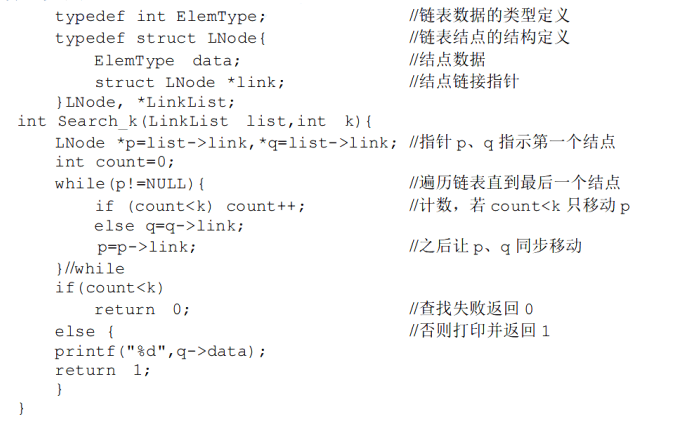 typedef int ElemType; //链表数据的类型定义
typedef struct LNode{ //链表结点的结构定义
ElemType data; //结点数据
struct LNode *link; //结点链接指针
}LNode, *LinkList;
int Search_k(LinkList list,int k){
LNode *p=list->link,*q=list->link; //指针 p、q 指示第一个结点
int count=0;
while(p!=NULL){ //遍历链表直到最后一个结点
if (count<k) count++; //计数，若 count<k 只移动 p
else q=q->link;
p=p->link; //之后让 p、q 同步移动
}//while
if(count<k)
return 0; //查找失败返回 0
else { //否则打印并返回 1
printf("%d",q->data);
return 1;
}
}